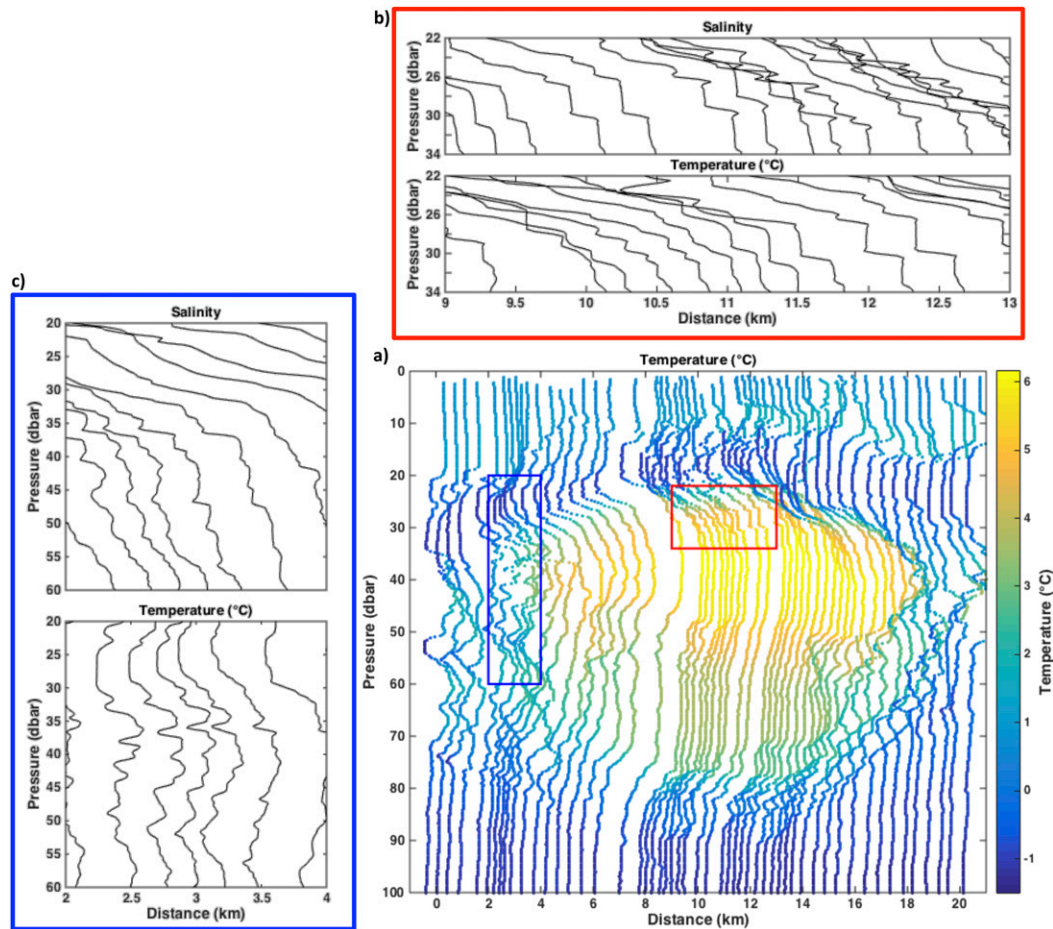 b)
Salinity
22
26
30
34
Pressure (dbar)
Temperature (°C)
22
26
30
34
Pressure (dbar)
9 9.5 10 10.5 11 11.5 12 12.5 13
Distance (km)
c)
Salinity
20
25
30
35
40
45
50
55
60
Pressure (dbar)
Temperature (°C)
20
25
30
35
40
45
50
55
60
Pressure (dbar)
2 2.5 3 3.5 4
Distance (km)
a)
Temperature (°C)
0
10
20
30
40
50
60
70
80
90
100
Pressure (dbar)
0 2 4 6 8 10 12 14 16 18 20
Distance (km)
6
5
4
3
2
1
0
-1
Temperature (°C)